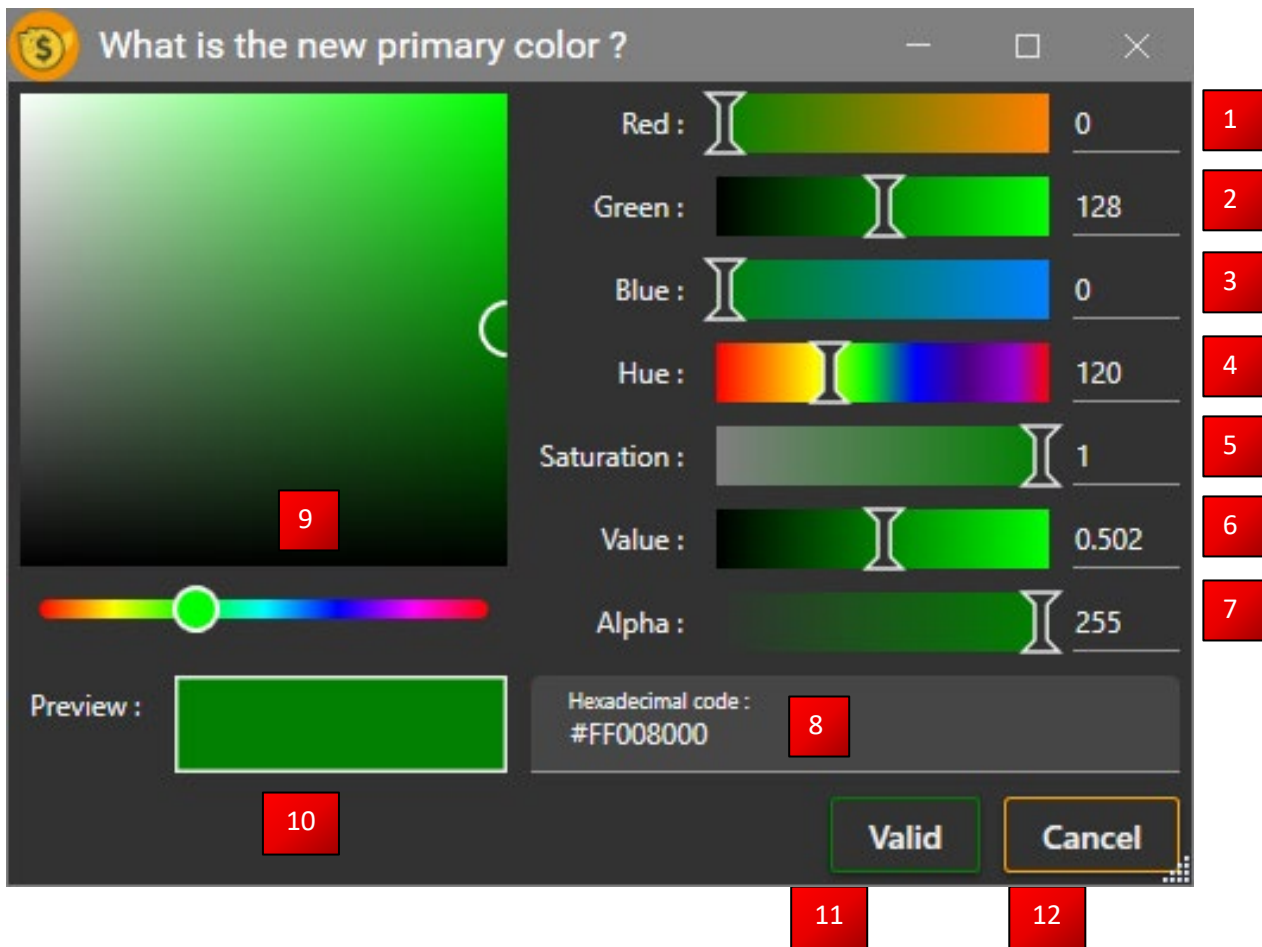 $ What is the new primary color ?
Red : 0 1
Green : 128 2
Blue : 0 3
Hue : 120 4
Saturation : 1 5
Value : 0.502 6
Alpha : 255 7
9
Preview :
Hexadecimal code :
#FF008000 8
10
Valid Cancel
11 12